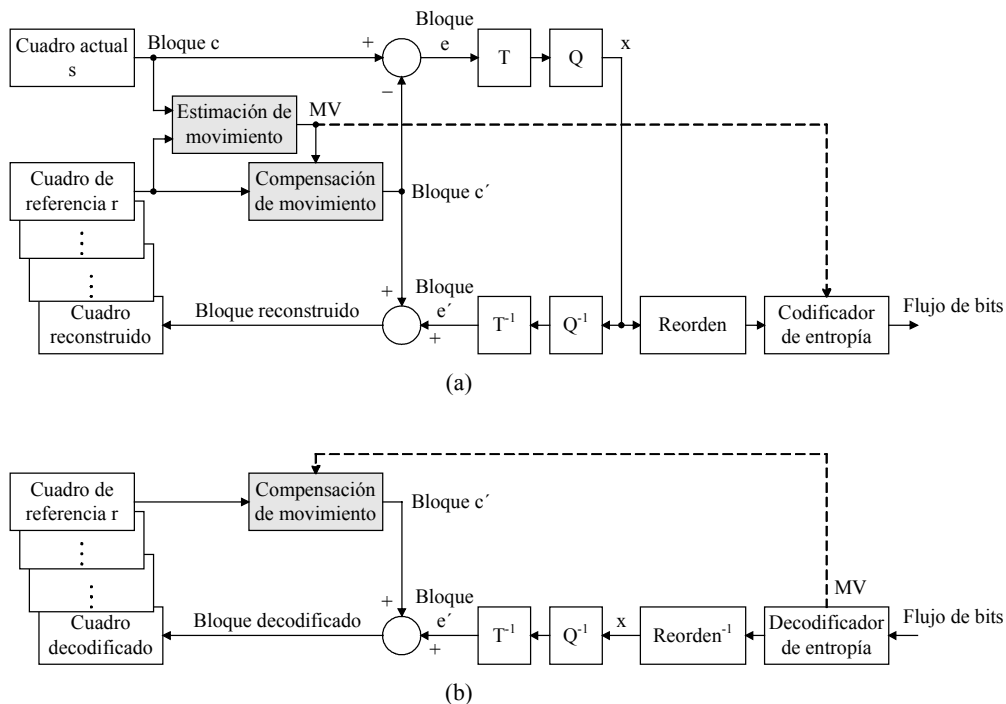 Cuadro actual
s
Bloque c
+
−
Bloque
e
T
Q
x
Estimación de
movimiento
MV
Cuadro de
referencia r
Compensación
de movimiento
Bloque c´
⋮
⋮
Cuadro
reconstruido
Bloque reconstruido
+
+
Bloque
e´
T-1
Q-1
Reorden
Codificador
de entropía
Flujo de bits
(a)
Cuadro de
referencia r
Compensación
de movimiento
Bloque c´
⋮
⋮
Cuadro
decodificado
Bloque decodificado
+
+
Bloque
e´
T-1
Q-1
x
Reorden-1
MV
Decodificador
de entropía
Flujo de bits
(b)